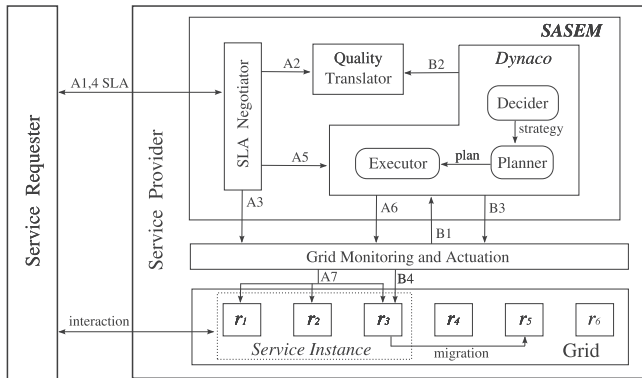 SASEM
Service Requester
Service Provider
A1,4 SLA
SLA Negotiator
A2
Quality
Translator
B2
Dynaco
Decider
strategy
Planner
plan
Executor
A5
A3
A6
B1
B3
Grid Monitoring and Actuation
A7
B4
interaction
r1
r2
r3
r4
r5
r6
Service Instance
migration
Grid